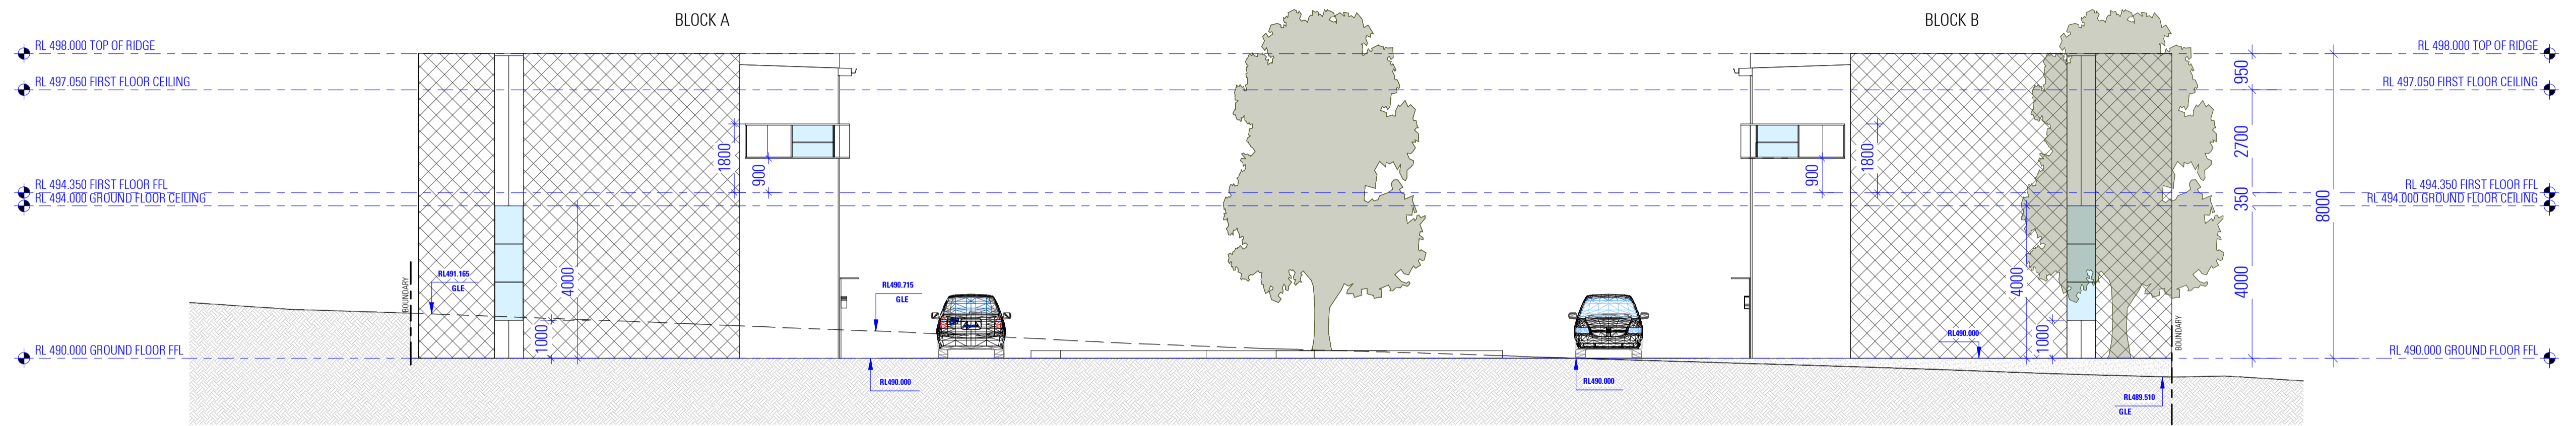 BLOCK A
BLOCK B
RL 498.000 TOP OF RIDGE
RL 497.050 FIRST FLOOR CEILING
RL 494.350 FIRST FLOOR FFL
RL 494.000 GROUND FLOOR CEILING
RL 490.000 GROUND FLOOR FFL
BOUNDARY
RL491.165
GLE
1000
4000
1800
900
RL490.715
GLE
RL490.000
RL490.000
900
1800
RL490.000
4000
1000
BOUNDARY
RL489.510
GLE
950
2700
350
4000
8000
RL 498.000 TOP OF RIDGE
RL 497.050 FIRST FLOOR CEILING
RL 494.350 FIRST FLOOR FFL
RL 494.000 GROUND FLOOR CEILING
RL 490.000 GROUND FLOOR FFL